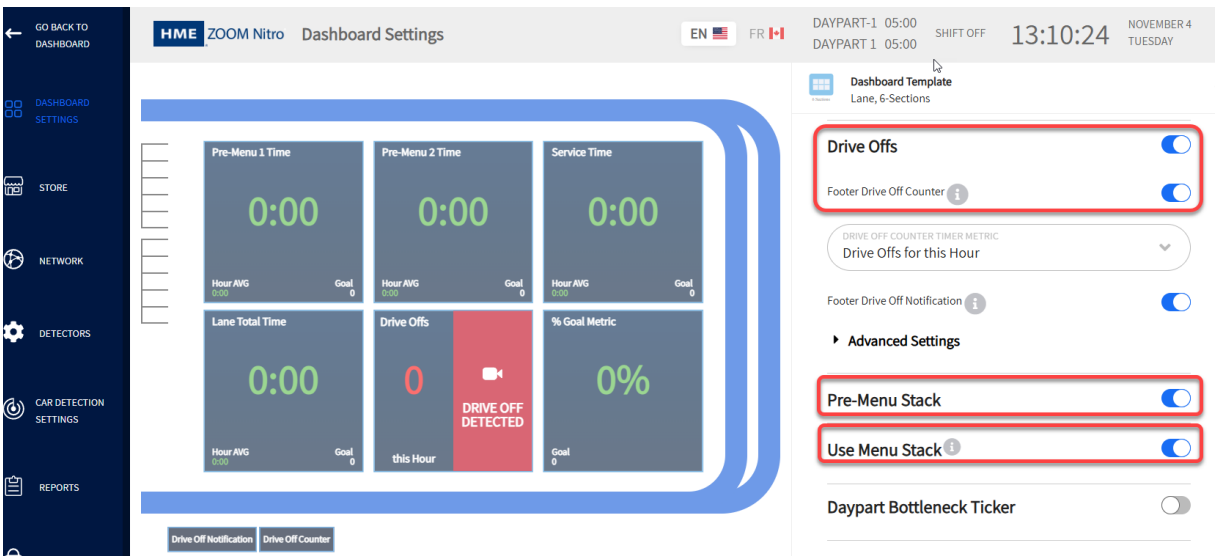 GO BACK TO
DASHBOARD
HME ZOOM Nitro Dashboard Settings
EN FR
DAYPART-1 05:00
DAYPART 1 05:00
SHIFT OFF
13:10:24
NOVEMBER 4
TUESDAY
DASHBOARD
SETTINGS
STORE
NETWORK
DETECTORS
CAR DETECTION
SETTINGS
REPORTS
Pre-Menu 1 Time
0:00
Hour AVG Goal
0:00 0
Pre-Menu 2 Time
0:00
Hour AVG Goal
0:00 0
Service Time
0:00
Hour AVG Goal
0:00 0
Lane Total Time
0:00
Hour AVG Goal
0:00 0
Drive Offs
0
this Hour
DRIVE OFF
DETECTED
% Goal Metric
0%
Goal
0
Drive Off Notification Drive Off Counter
Dashboard Template
Lane, 6-Sections
Drive Offs
Footer Drive Off Counter i
DRIVE OFF COUNTER TIMER METRIC
Drive Offs for this Hour
Footer Drive Off Notification i
Advanced Settings
Pre-Menu Stack
Use Menu Stack i
Daypart Bottleneck Ticker